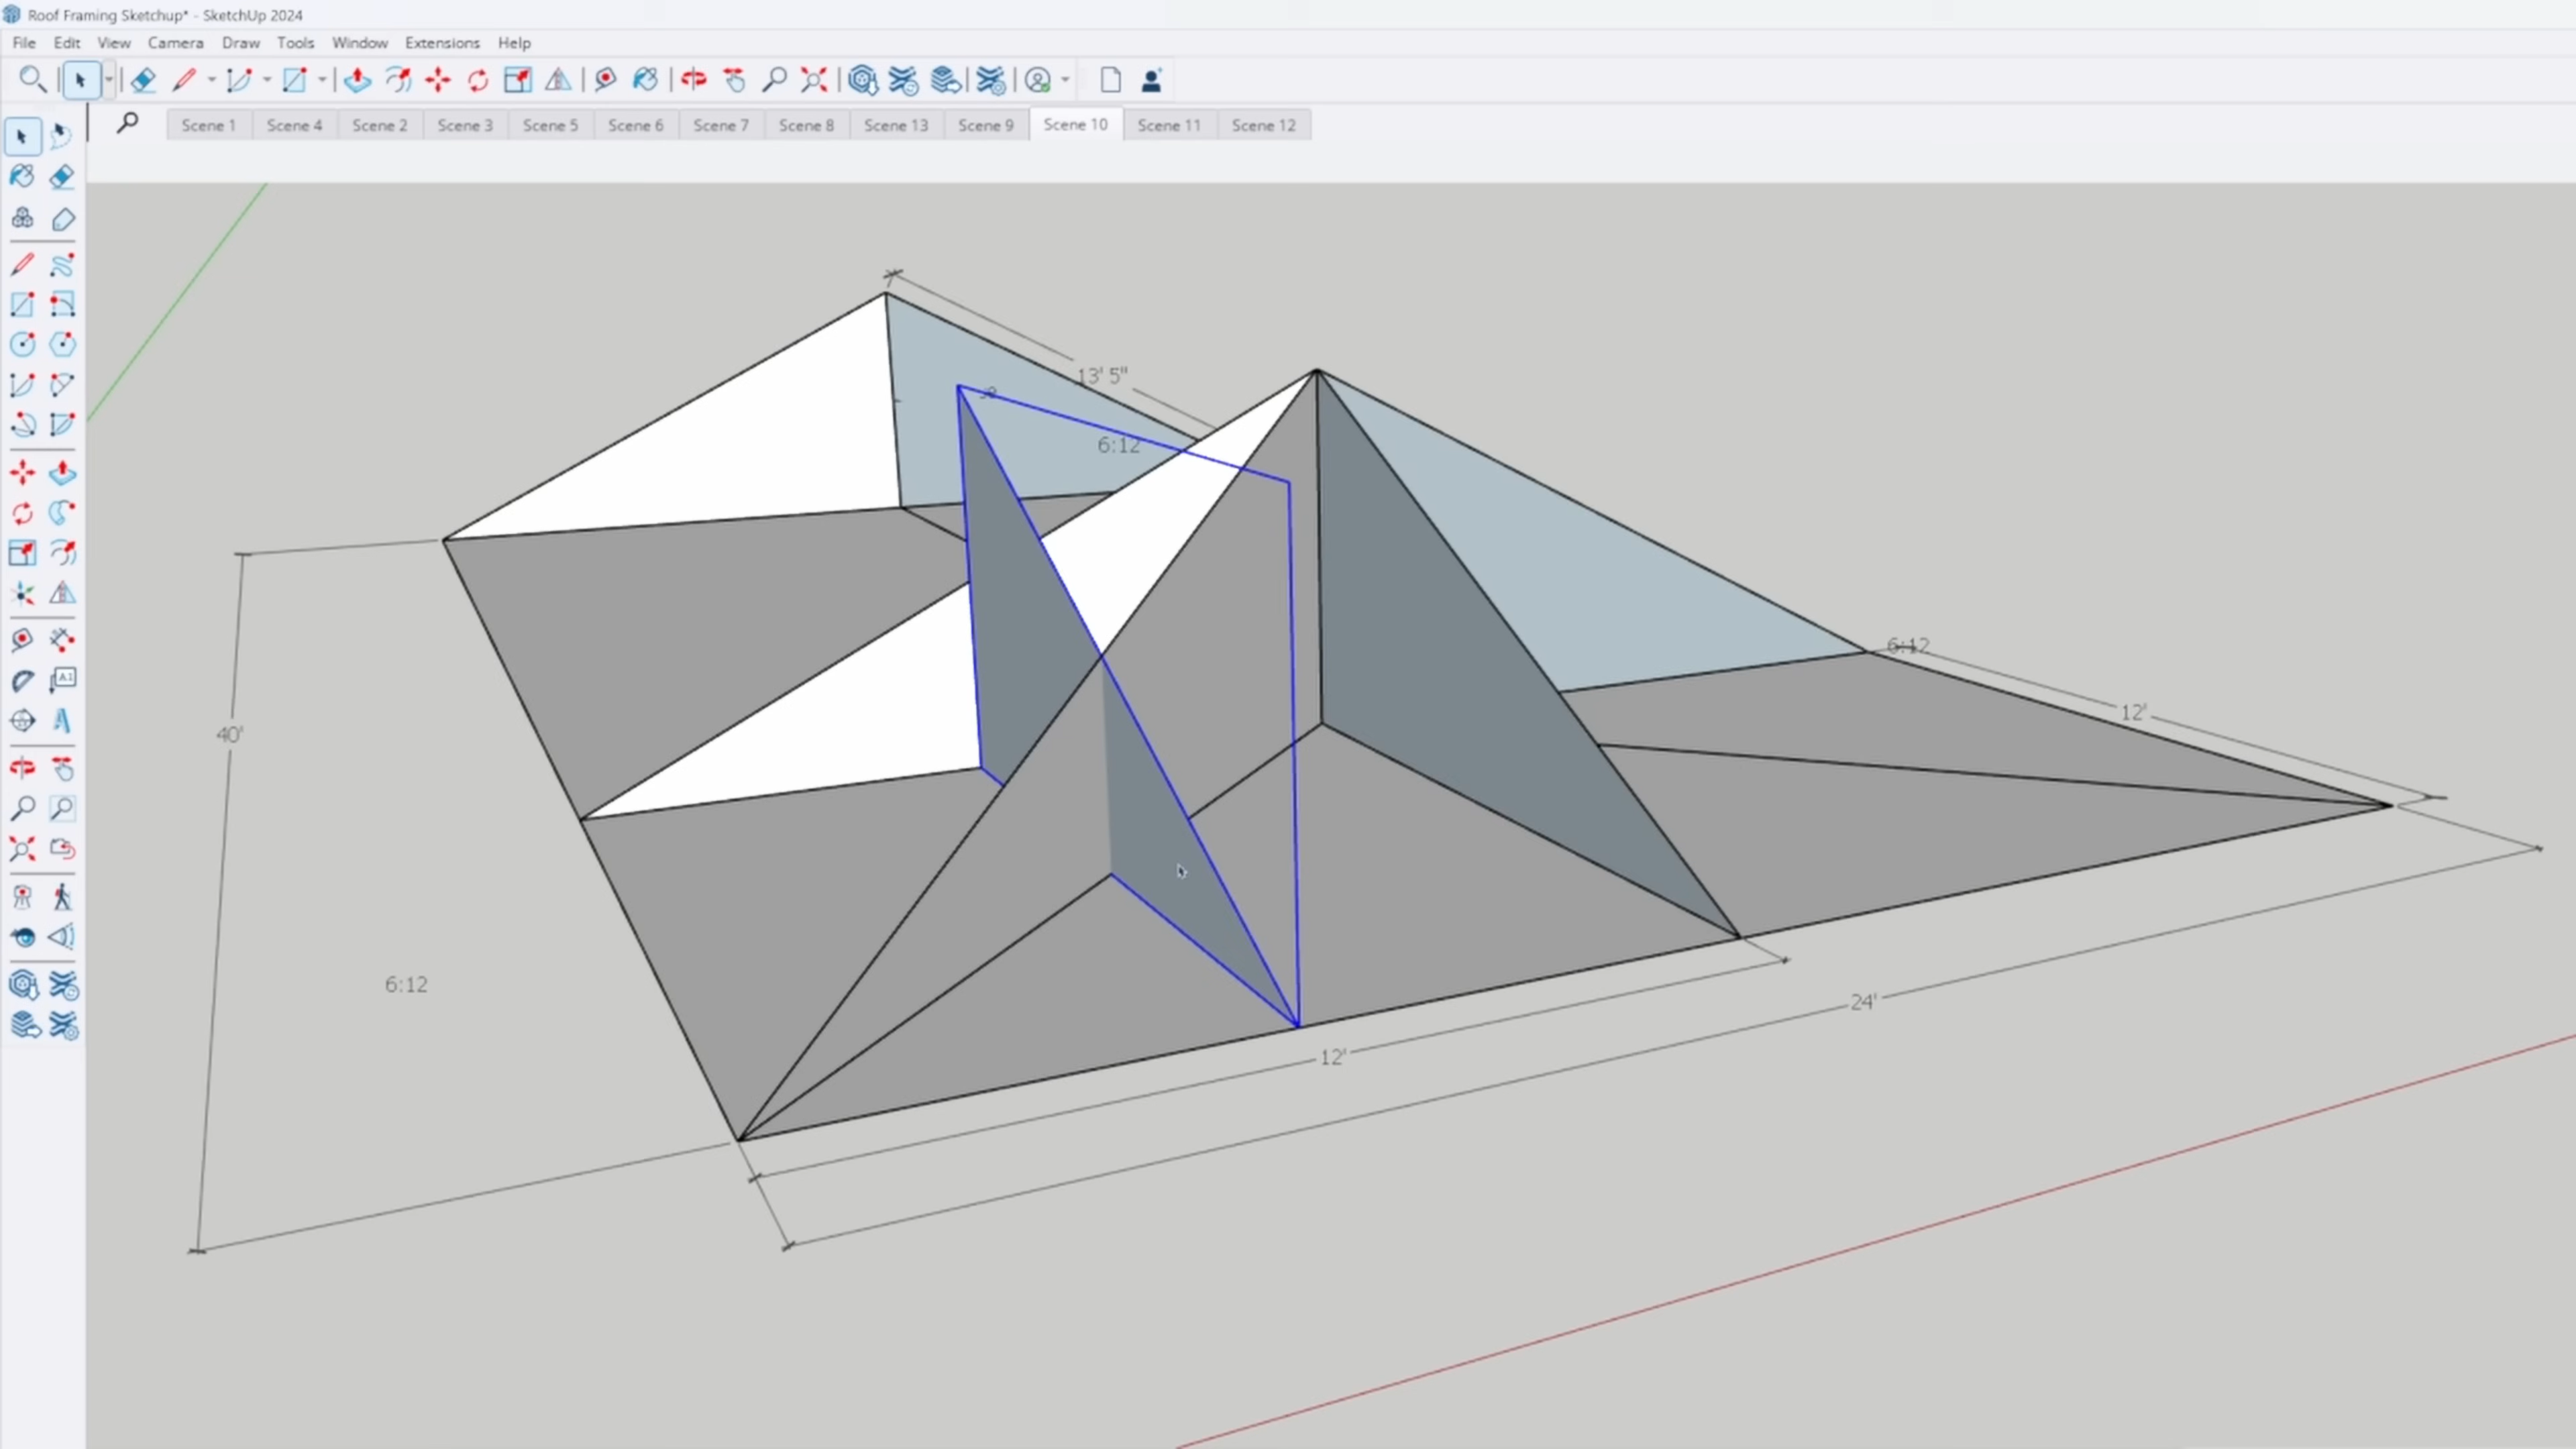 Roof Framing Sketchup* - SketchUp 2024
File Edit View Camera Draw Tools Window Extensions Help
Scene 1 Scene 4 Scene 2 Scene 3 Scene 5 Scene 6 Scene 7 Scene 8 Scene 13 Scene 9 Scene 10 Scene 11 Scene 12
13' 5"
6:12
6:12
12'
40'
6:12
24'
12'